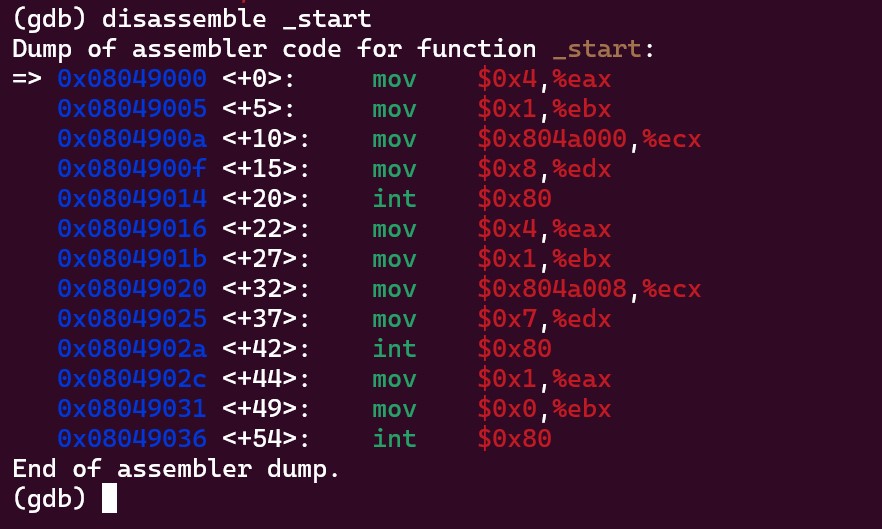 (gdb) disassemble _start
Dump of assembler code for function _start:
=> 0x08049000 <+0>:     mov    $0x4,%eax
   0x08049005 <+5>:     mov    $0x1,%ebx
   0x0804900a <+10>:    mov    $0x804a000,%ecx
   0x0804900f <+15>:    mov    $0x8,%edx
   0x08049014 <+20>:    int    $0x80
   0x08049016 <+22>:    mov    $0x4,%eax
   0x0804901b <+27>:    mov    $0x1,%ebx
   0x08049020 <+32>:    mov    $0x804a008,%ecx
   0x08049025 <+37>:    mov    $0x7,%edx
   0x0804902a <+42>:    int    $0x80
   0x0804902c <+44>:    mov    $0x1,%eax
   0x08049031 <+49>:    mov    $0x0,%ebx
   0x08049036 <+54>:    int    $0x80
End of assembler dump.
(gdb)